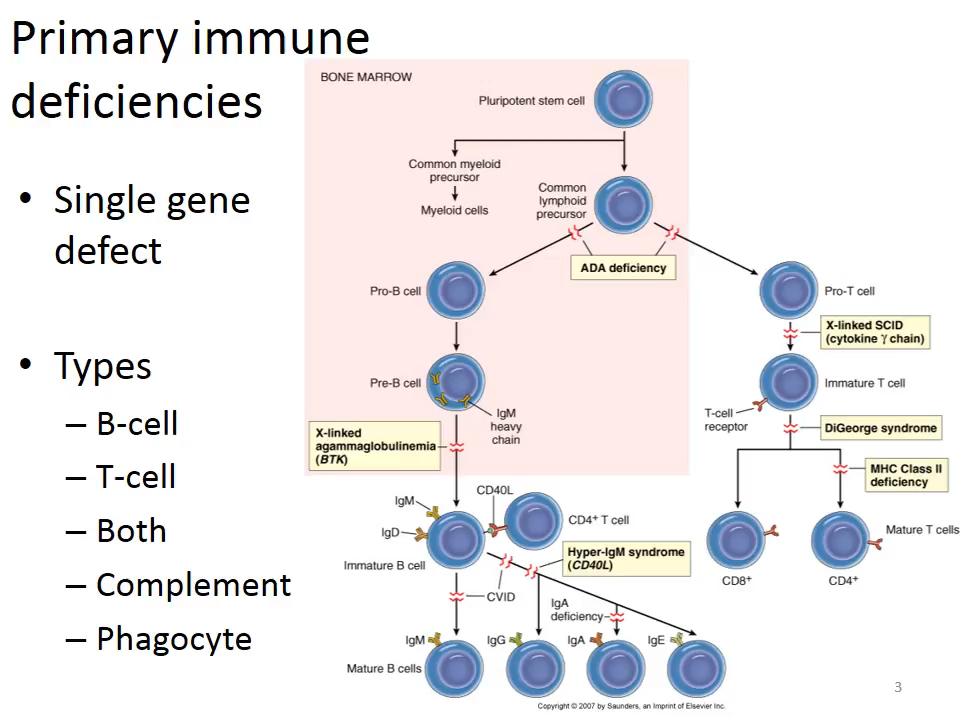 Primary immune
deficiencies
• Single gene
defect
• Types
– B-cell
– T-cell
– Both
– Complement
– Phagocyte
BONE MARROW
Pluripotent stem cell
Common myeloid
precursor
Myeloid cells
Common
lymphoid
precursor
ADA deficiency
Pro-B cell
Pro-T cell
X-linked SCID
(cytokine γ chain)
Pre-B cell
Immature T cell
IgM
heavy
chain
T-cell
receptor
X-linked
agammaglobulinemia
(BTK)
DiGeorge syndrome
MHC Class II
deficiency
IgM
CD40L
IgD
CD4+ T cell
Mature T cells
Immature B cell
Hyper-IgM syndrome
(CD40L)
CD8+
CD4+
CVID
IgA
deficiency
IgM
IgG
IgA
IgE
Mature B cells
3
Copyright © 2007 by Saunders, an Imprint of Elsevier Inc.